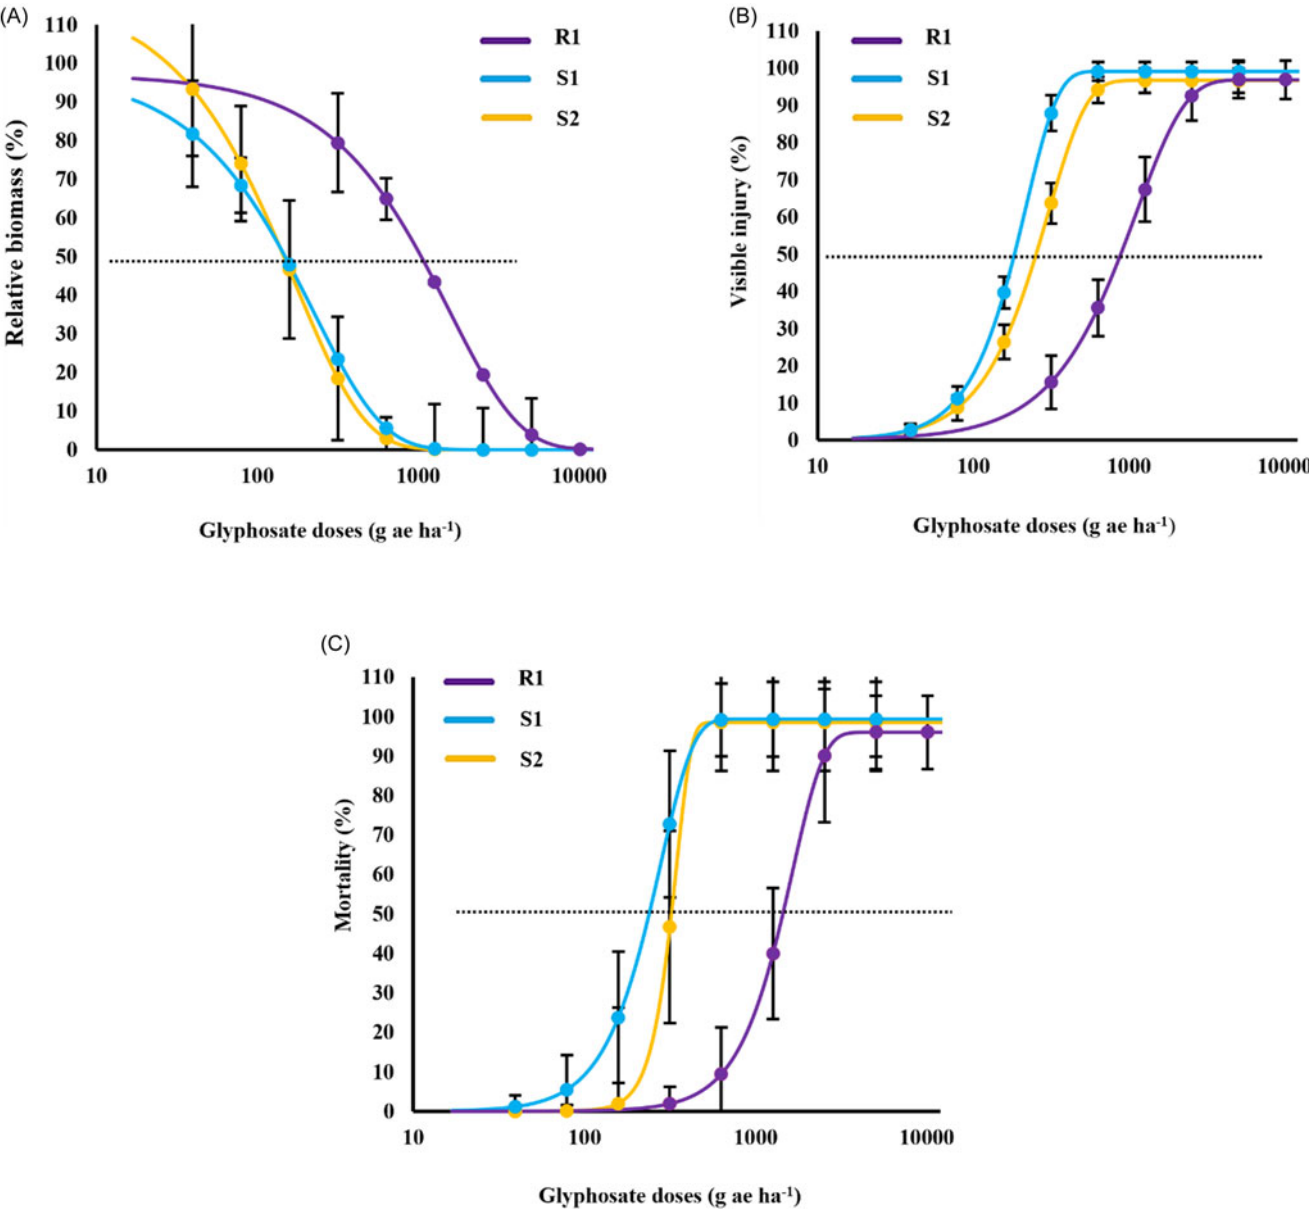 (A)
110
100
90
80
70
60
50
40
30
20
10
0
Relative biomass (%)
R1
S1
S2
10
100
1000
10000
Glyphosate doses (g ae ha⁻¹)
(B)
110
100
90
80
70
60
50
40
30
20
10
0
Visible injury (%)
R1
S1
S2
10
100
1000
10000
Glyphosate doses (g ae ha⁻¹)
(C)
110
100
90
80
70
60
50
40
30
20
10
0
Mortality (%)
R1
S1
S2
10
100
1000
10000
Glyphosate doses (g ae ha⁻¹)